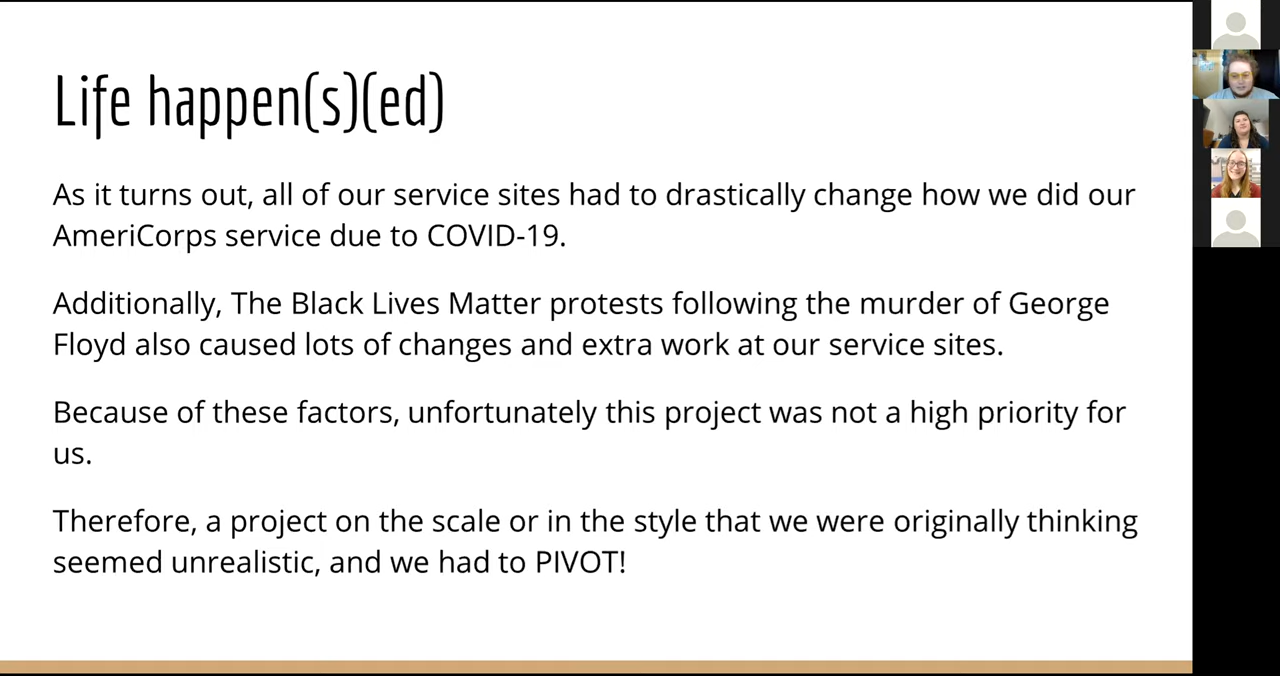 Life happen(s)(ed)
As it turns out, all of our service sites had to drastically change how we did our
AmeriCorps service due to COVID-19.
Additionally, The Black Lives Matter protests following the murder of George
Floyd also caused lots of changes and extra work at our service sites.
Because of these factors, unfortunately this project was not a high priority for
us.
Therefore, a project on the scale or in the style that we were originally thinking
seemed unrealistic, and we had to PIVOT!